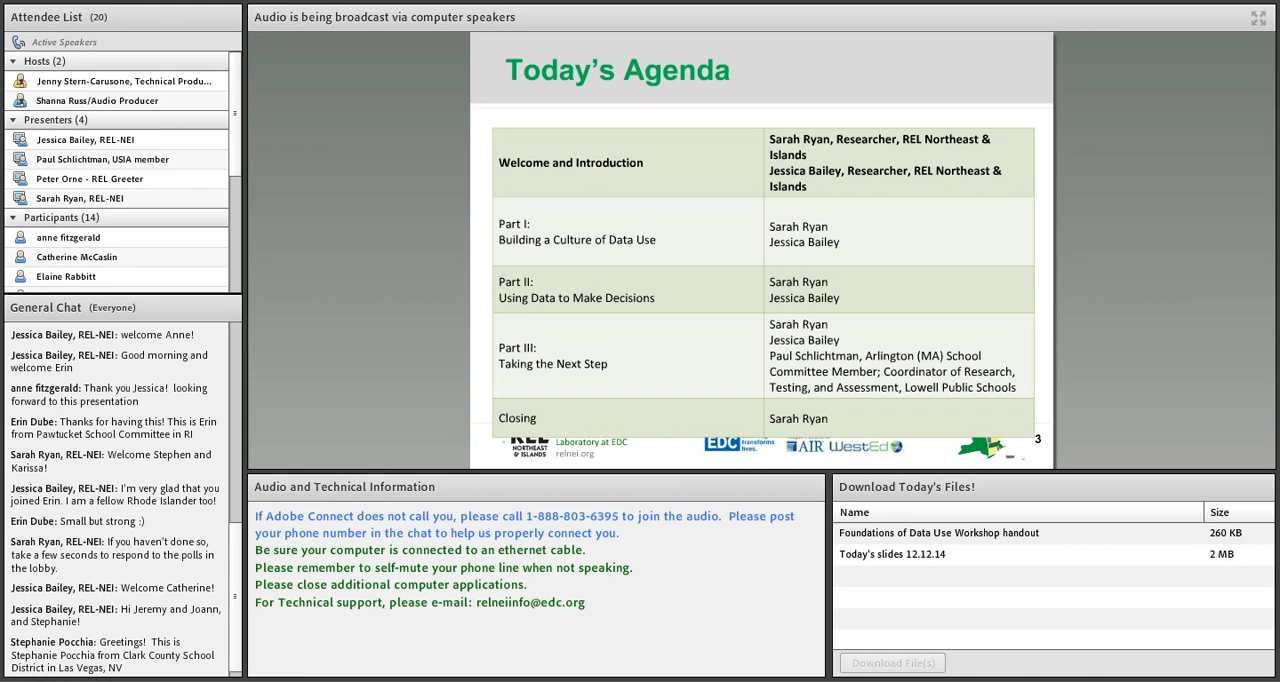 Attendee List (20)
Active Speakers
Hosts (2)
Jenny Stern-Carusone, Technical Produ...
Shanna Russ/Audio Producer
Presenters (4)
Jessica Bailey, REL-NEI
Paul Schlichtman, USIA member
Peter Orne - REL Greeter
Sarah Ryan, REL-NEI
Participants (14)
anne fitzgerald
Catherine McCaslin
Elaine Rabbitt
General Chat (Everyone)
Jessica Bailey, REL-NEI: welcome Anne!
Jessica Bailey, REL-NEI: Good morning and
welcome Erin
anne fitzgerald: Thank you Jessica! looking
forward to this presentation
Erin Dube: Thanks for having this! This is Erin
from Pawtucket School Committee in RI
Sarah Ryan, REL-NEI: Welcome Stephen and
Karissa!
Jessica Bailey, REL-NEI: I'm very glad that you
joined Erin. I am a fellow Rhode Islander too!
Erin Dube: Small but strong :)
Sarah Ryan, REL-NEI: If you haven't done so,
take a few seconds to respond to the polls in
the lobby.
Jessica Bailey, REL-NEI: Welcome Catherine!
Jessica Bailey, REL-NEI: Hi Jeremy and Joann,
and Stephanie!
Stephanie Pocchia: Greetings! This is
Stephanie Pocchia from Clark County School
District in Las Vegas, NV
Audio is being broadcast via computer speakers
Today's Agenda
Welcome and Introduction
Sarah Ryan, Researcher, REL Northeast &
Islands
Jessica Bailey, Researcher, REL Northeast &
Islands
Part I:
Building a Culture of Data Use
Sarah Ryan
Jessica Bailey
Part II:
Using Data to Make Decisions
Sarah Ryan
Jessica Bailey
Part III:
Taking the Next Step
Sarah Ryan
Jessica Bailey
Paul Schlichtman, Arlington (MA) School
Committee Member; Coordinator of Research,
Testing, and Assessment, Lowell Public Schools
Closing
Sarah Ryan
REL
NORTHEAST
& ISLANDS
Laboratory at EDC
relnei.org
EDC
transforms
lives.
AIR
WestEd
3
Audio and Technical Information
If Adobe Connect does not call you, please call 1-888-803-6395 to join the audio. Please post
your phone number in the chat to help us properly connect you.
Be sure your computer is connected to an ethernet cable.
Please remember to self-mute your phone line when not speaking.
Please close additional computer applications.
For Technical support, please e-mail: relneiinfo@edc.org
Download Today's Files!
Name Size
Foundations of Data Use Workshop handout 260 KB
Today's slides 12.12.14 2 MB
Download File(s)